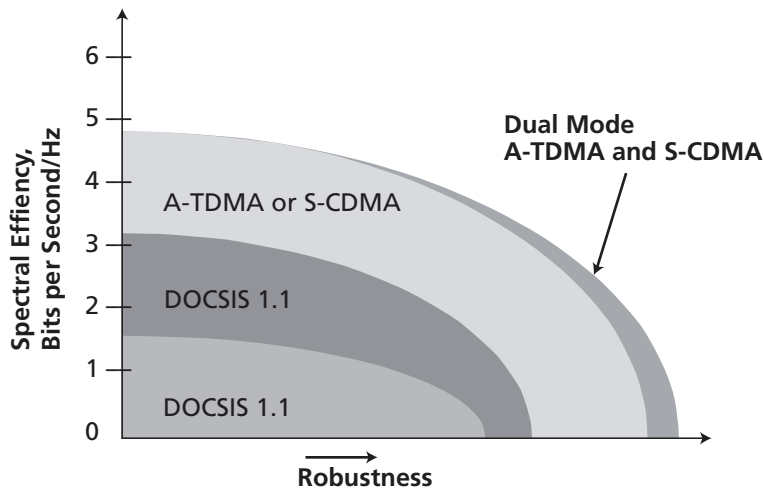 6
5
4
3
2
1
0
Spectral Effiency,
Bits per Second/Hz
Dual Mode
A-TDMA and S-CDMA
A-TDMA or S-CDMA
DOCSIS 1.1
DOCSIS 1.1
Robustness